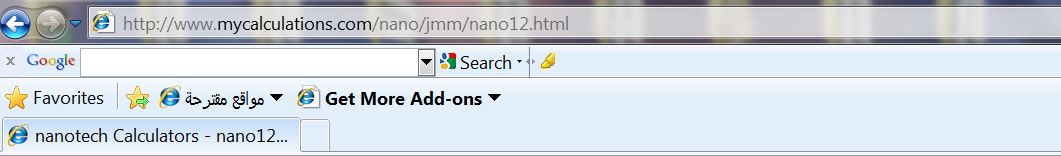 http://www.mycalculations.com/nano/jmm/nano12.html
x Google Search
Favorites مواقع مقترحة Get More Add-ons
nanotech Calculators - nano12...